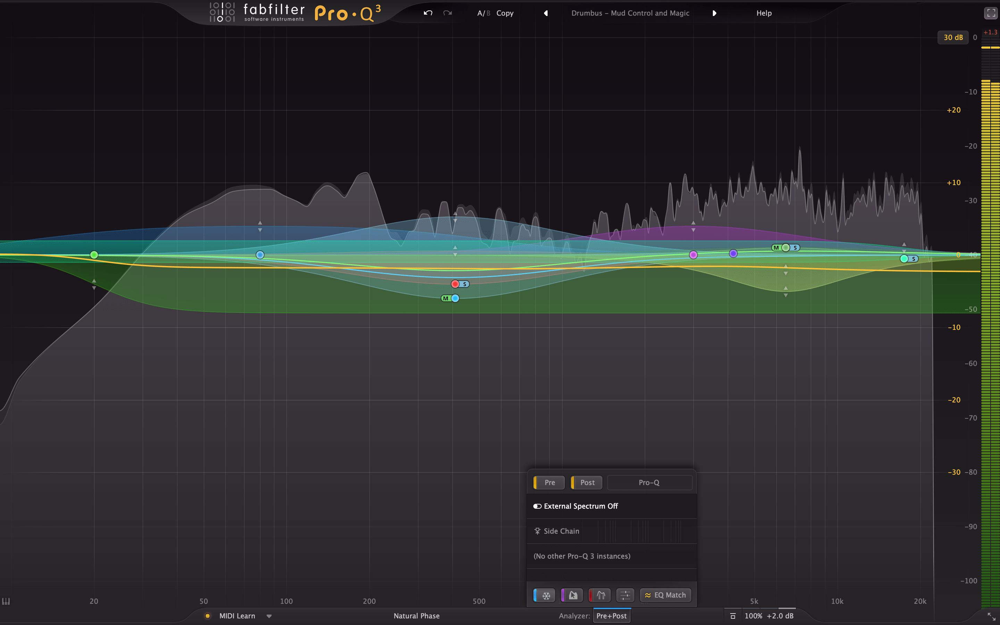 fabfilter
software instruments
Pro·Q³
A/B Copy
Drumbus - Mud Control and Magic
Help
+1.3
30 dB
0
-10
+20
-20
+10
-30
M
S
0
-40
S
S
M
-50
-10
-60
-20
-70
-30
-80
Pre
Post
Pro-Q
External Spectrum Off
Side Chain
-90
(No other Pro-Q 3 instances)
-100
EQ Match
20
50
100
200
500
5k
10k
20k
MIDI Learn
Natural Phase
Analyzer: Pre+Post
100% +2.0 dB